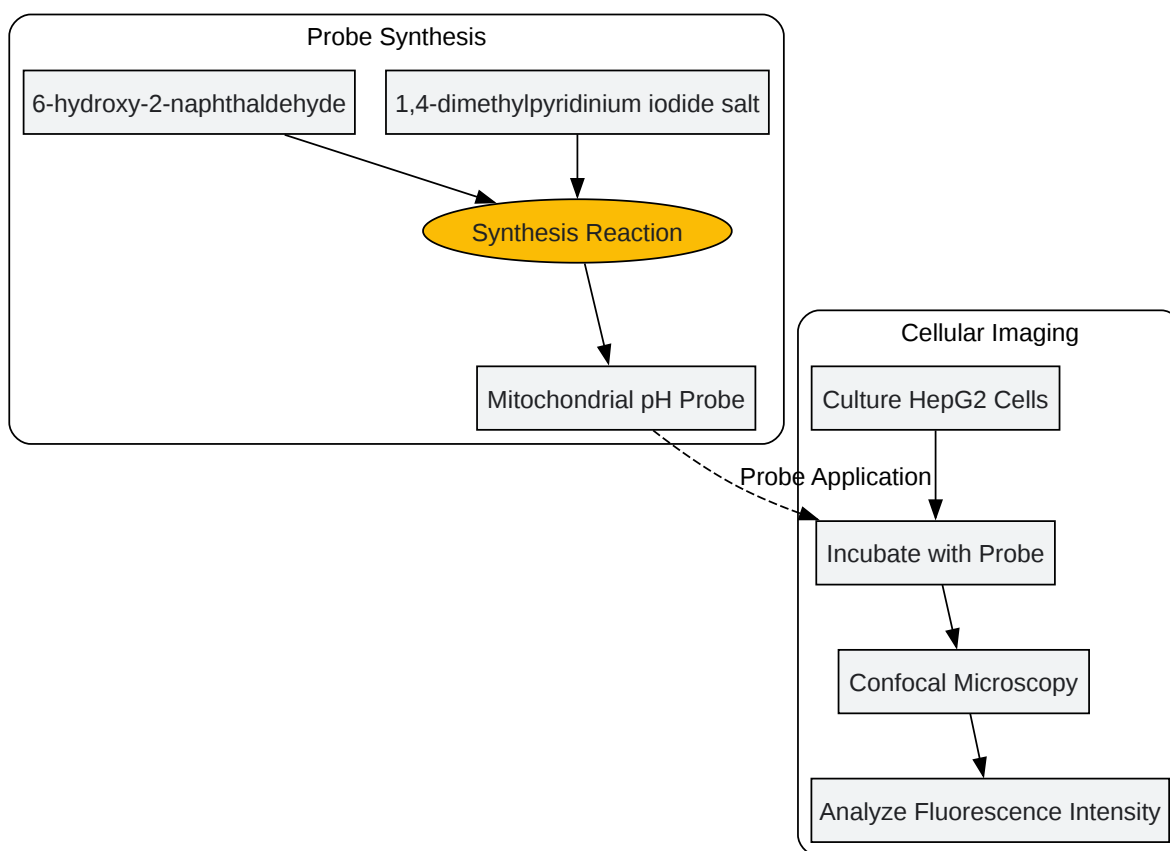 Probe Synthesis
6-hydroxy-2-naphthaldehyde
1,4-dimethylpyridinium iodide salt
Synthesis Reaction
Mitochondrial pH Probe
Cellular Imaging
Culture HepG2 Cells
Probe Application
Incubate with Probe
Confocal Microscopy
Analyze Fluorescence Intensity